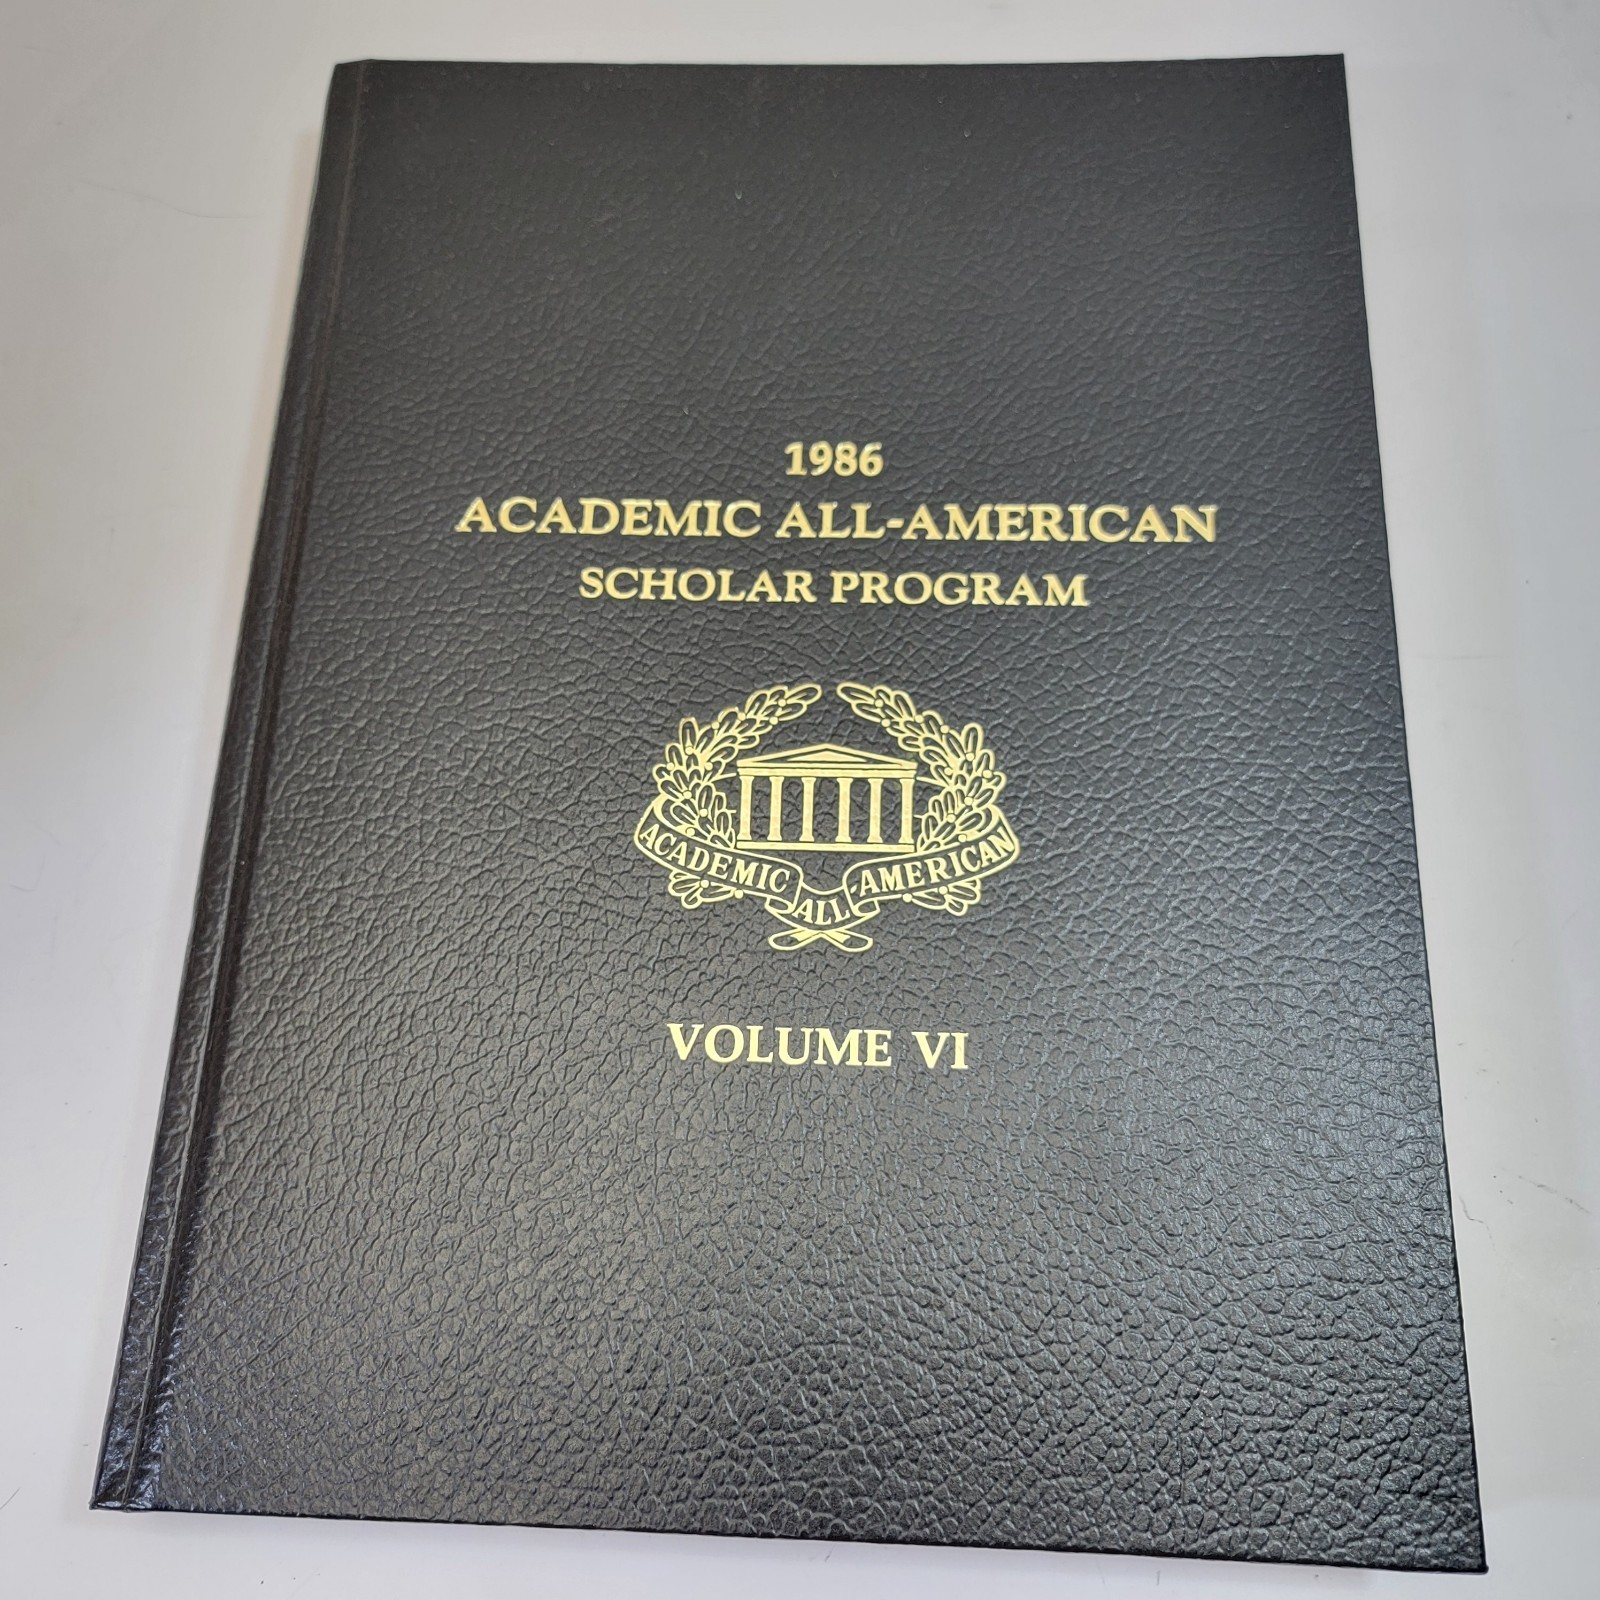 1986
ACADEMIC ALL-AMERICAN
SCHOLAR PROGRAM
ACADEMIC ALL-AMERICAN
VOLUME VI